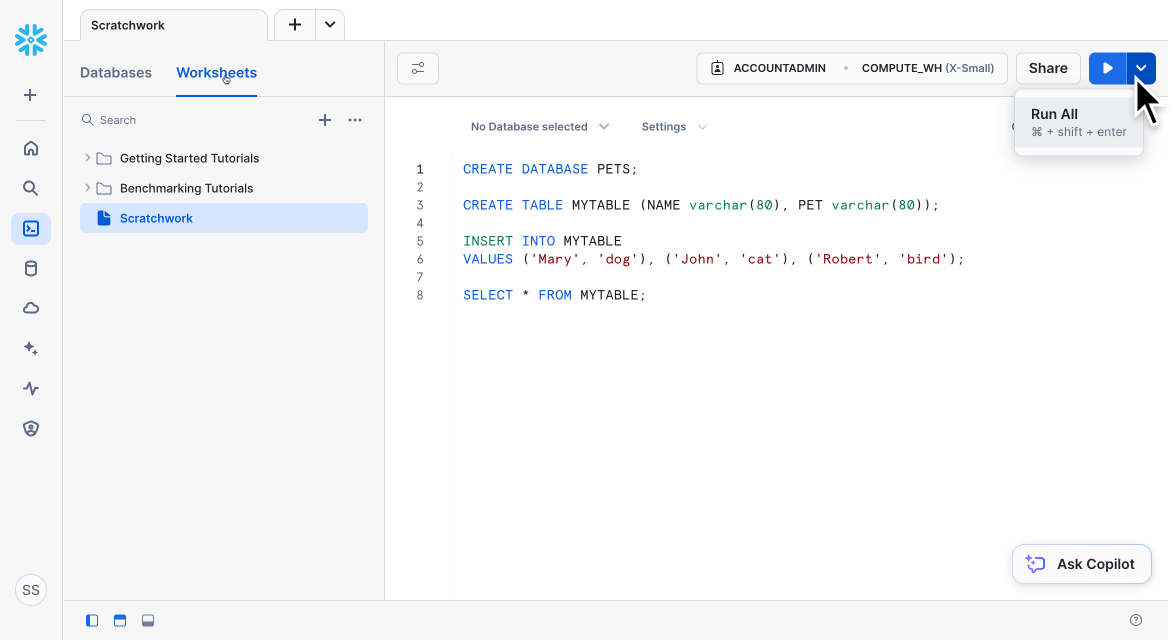 Scratchwork
Databases
Worksheets
Search
Getting Started Tutorials
Benchmarking Tutorials
Scratchwork
SS
ACCOUNTADMIN
COMPUTE_WH (X-Small)
Share
Run All
⌘ + shift + enter
No Database selected
Settings
1 CREATE DATABASE PETS;
2
3 CREATE TABLE MYTABLE (NAME varchar(80), PET varchar(80));
4
5 INSERT INTO MYTABLE
6 VALUES ('Mary', 'dog'), ('John', 'cat'), ('Robert', 'bird');
7
8 SELECT * FROM MYTABLE;
Ask Copilot